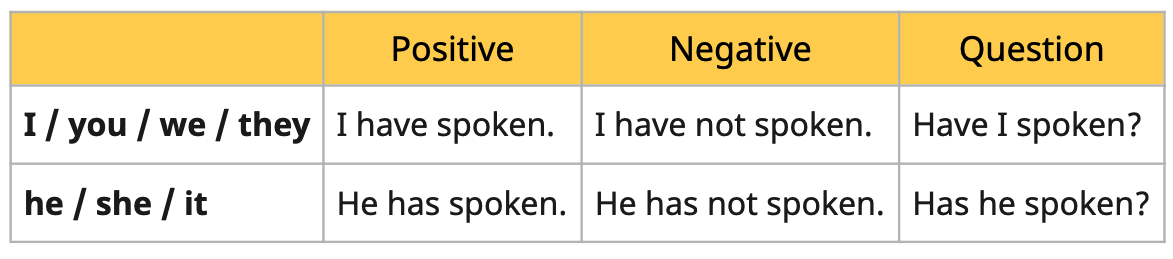 Positive Negative Question
I / you / we / they I have spoken. I have not spoken. Have I spoken?
he / she / it He has spoken. He has not spoken. Has he spoken?